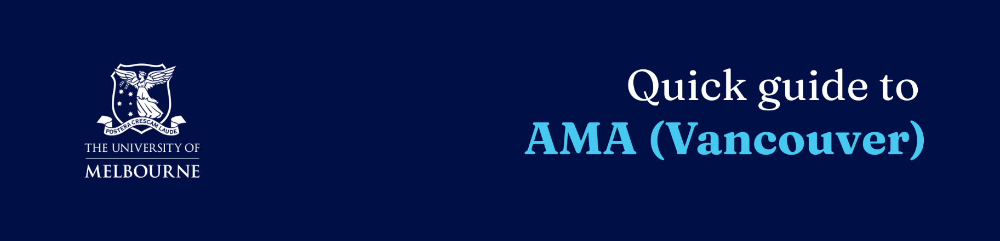 POSTERA CRESCAM LAUDE
THE UNIVERSITY OF
MELBOURNE
Quick guide to
AMA (Vancouver)